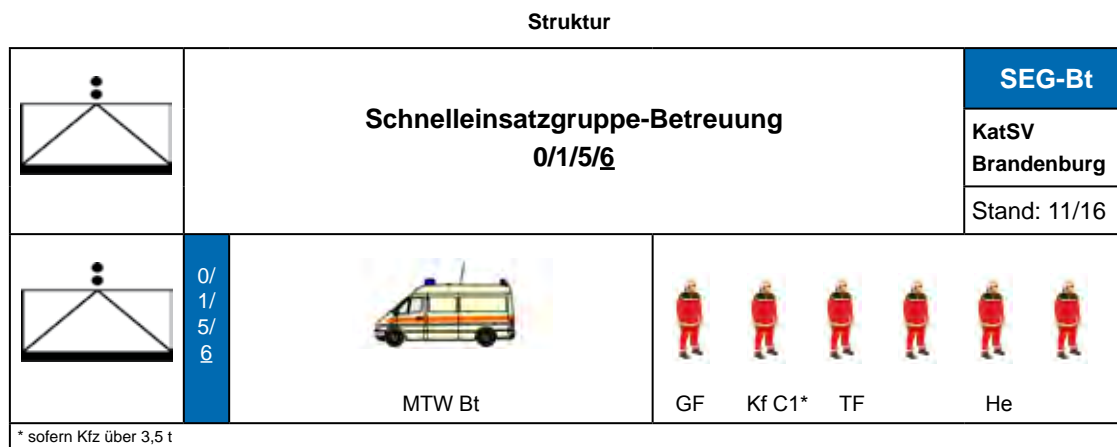 Struktur
Schnelleinsatzgruppe-Betreuung
0/1/5/6
SEG-Bt
KatSV
Brandenburg
Stand: 11/16
0/
1/
5/
6
MTW Bt
GF Kf C1* TF He
* sofern Kfz über 3,5 t